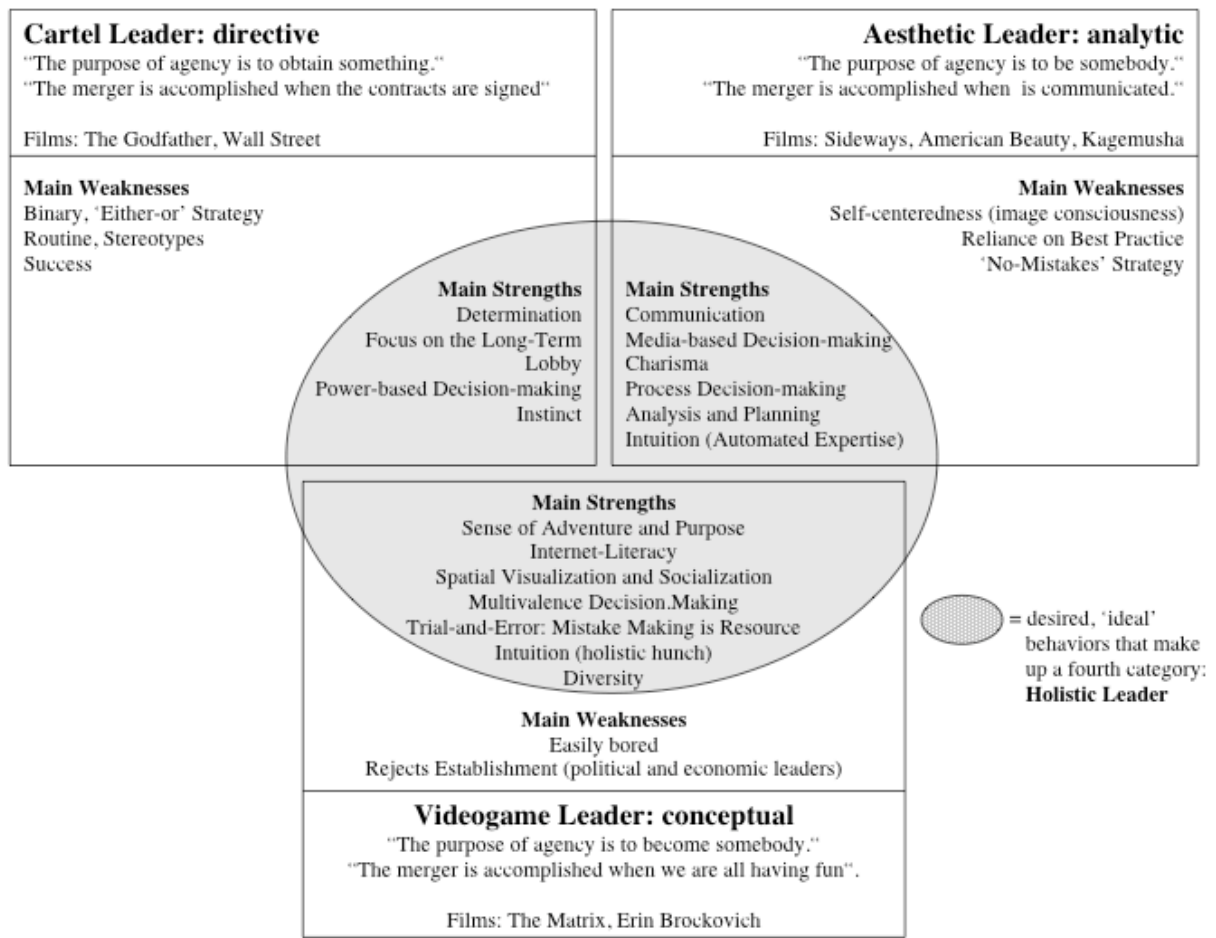 Cartel Leader: directive
“The purpose of agency is to obtain something.“
“The merger is accomplished when the contracts are signed“
Films: The Godfather, Wall Street
Main Weaknesses
Binary, ‘Either-or’ Strategy
Routine, Stereotypes
Success
Main Strengths
Determination
Focus on the Long-Term
Lobby
Power-based Decision-making
Instinct
Aesthetic Leader: analytic
“The purpose of agency is to be somebody.“
“The merger is accomplished when  is communicated.“
Films: Sideways, American Beauty, Kagemusha
Main Weaknesses
Self-centeredness (image consciousness)
Reliance on Best Practice
‘No-Mistakes’ Strategy
Main Strengths
Communication
Media-based Decision-making
Charisma
Process Decision-making
Analysis and Planning
Intuition (Automated Expertise)
Main Strengths
Sense of Adventure and Purpose
Internet-Literacy
Spatial Visualization and Socialization
Multivalence Decision.Making
Trial-and-Error: Mistake Making is Resource
Intuition (holistic hunch)
Diversity
Main Weaknesses
Easily bored
Rejects Establishment (political and economic leaders)
Videogame Leader: conceptual
“The purpose of agency is to become somebody.“
“The merger is accomplished when we are all having fun“.
Films: The Matrix, Erin Brockovich
= desired, ‘ideal’
behaviors that make
up a fourth category:
Holistic Leader